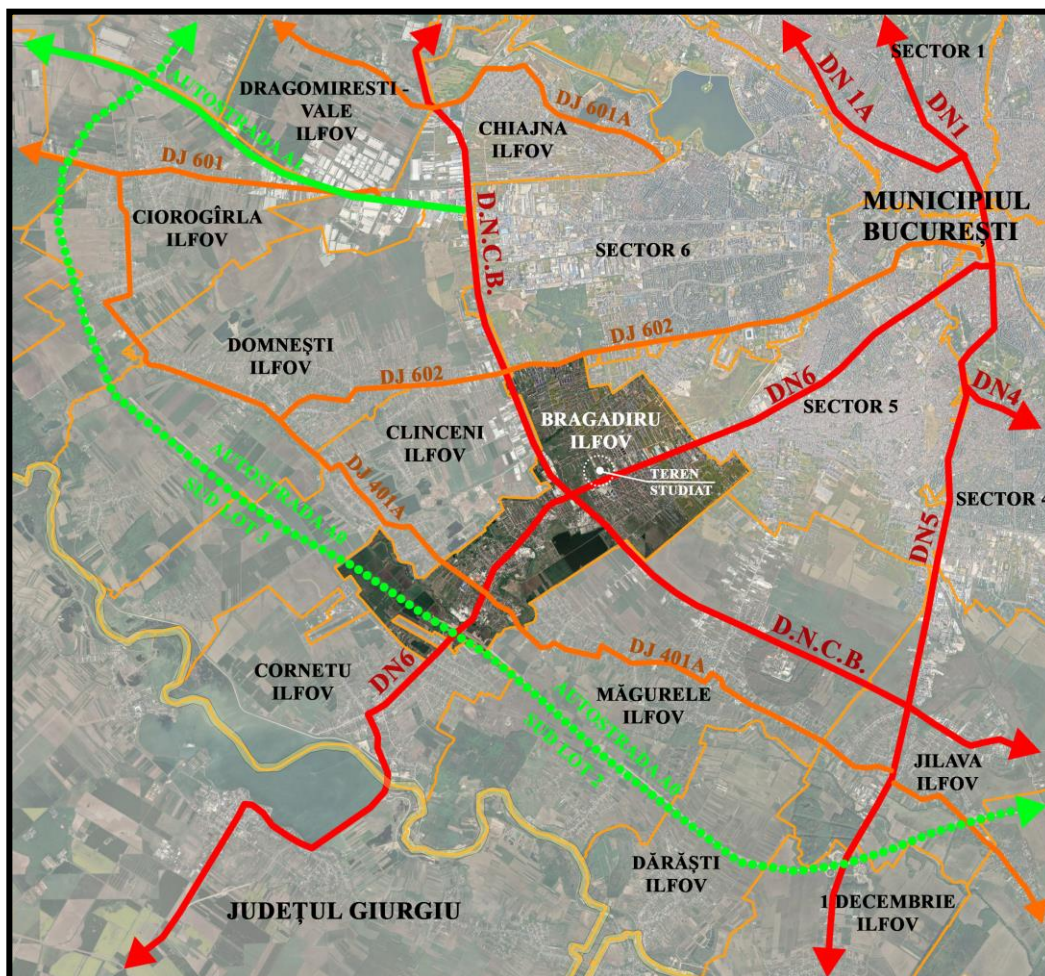 SECTOR 1
DN 1A
DN1
DRAGOMIRESTI -
VALE
ILFOV
AUTOSTRADA A1
CHIAJNA
ILFOV
DJ 601A
DJ 601
CIOROGÎRLA
ILFOV
D.N.C.B.
SECTOR 6
MUNICIPIUL
BUCUREȘTI
DOMNEȘTI
ILFOV
DJ 602
DJ 602
DN6
SECTOR 5
DN4
CLINCENI
ILFOV
BRAGADIRU
ILFOV
TEREN
STUDIAT
DJ 401A
AUTOSTRADA A0
SUD LOT 3
SECTOR 4
DN5
CORNETU
ILFOV
DN6
DJ 401A
D.N.C.B.
MĂGURELE
ILFOV
AUTOSTRADA A0
SUD LOT 2
JILAVA
ILFOV
DĂRĂȘTI
ILFOV
1 DECEMBRIE
ILFOV
JUDEȚUL GIURGIU